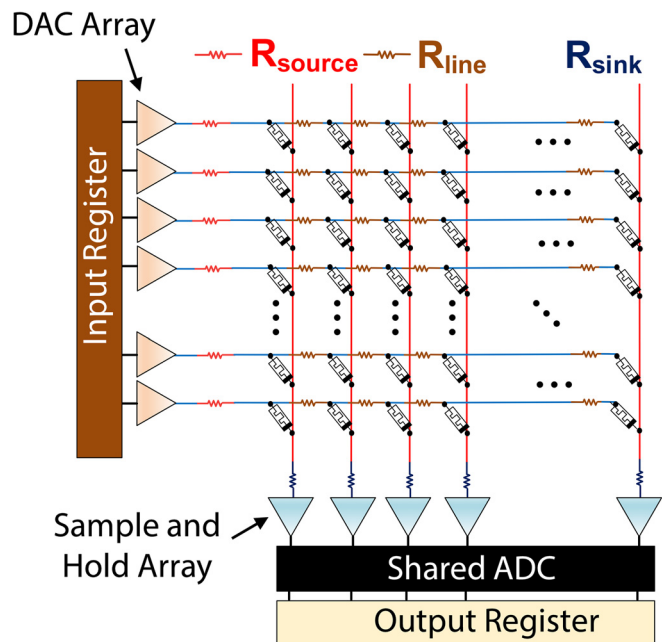 DAC Array
Rsource
Rline
Rsink
Input Register
Sample and
Hold Array
Shared ADC
Output Register